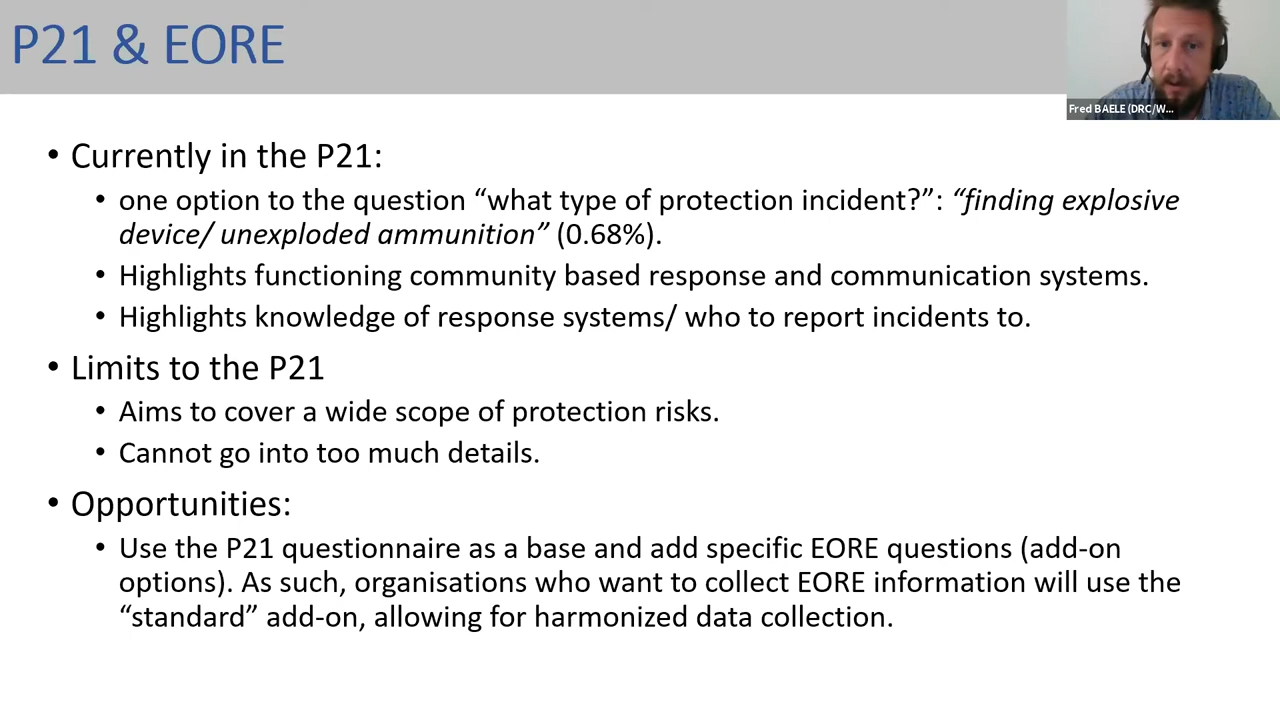 P21 & EORE
Fred BAELE (DRC/W...
• Currently in the P21:
• one option to the question “what type of protection incident?”: “finding explosive
device/ unexploded ammunition” (0.68%).
• Highlights functioning community based response and communication systems.
• Highlights knowledge of response systems/ who to report incidents to.
• Limits to the P21
• Aims to cover a wide scope of protection risks.
• Cannot go into too much details.
• Opportunities:
• Use the P21 questionnaire as a base and add specific EORE questions (add-on
options). As such, organisations who want to collect EORE information will use the
“standard” add-on, allowing for harmonized data collection.